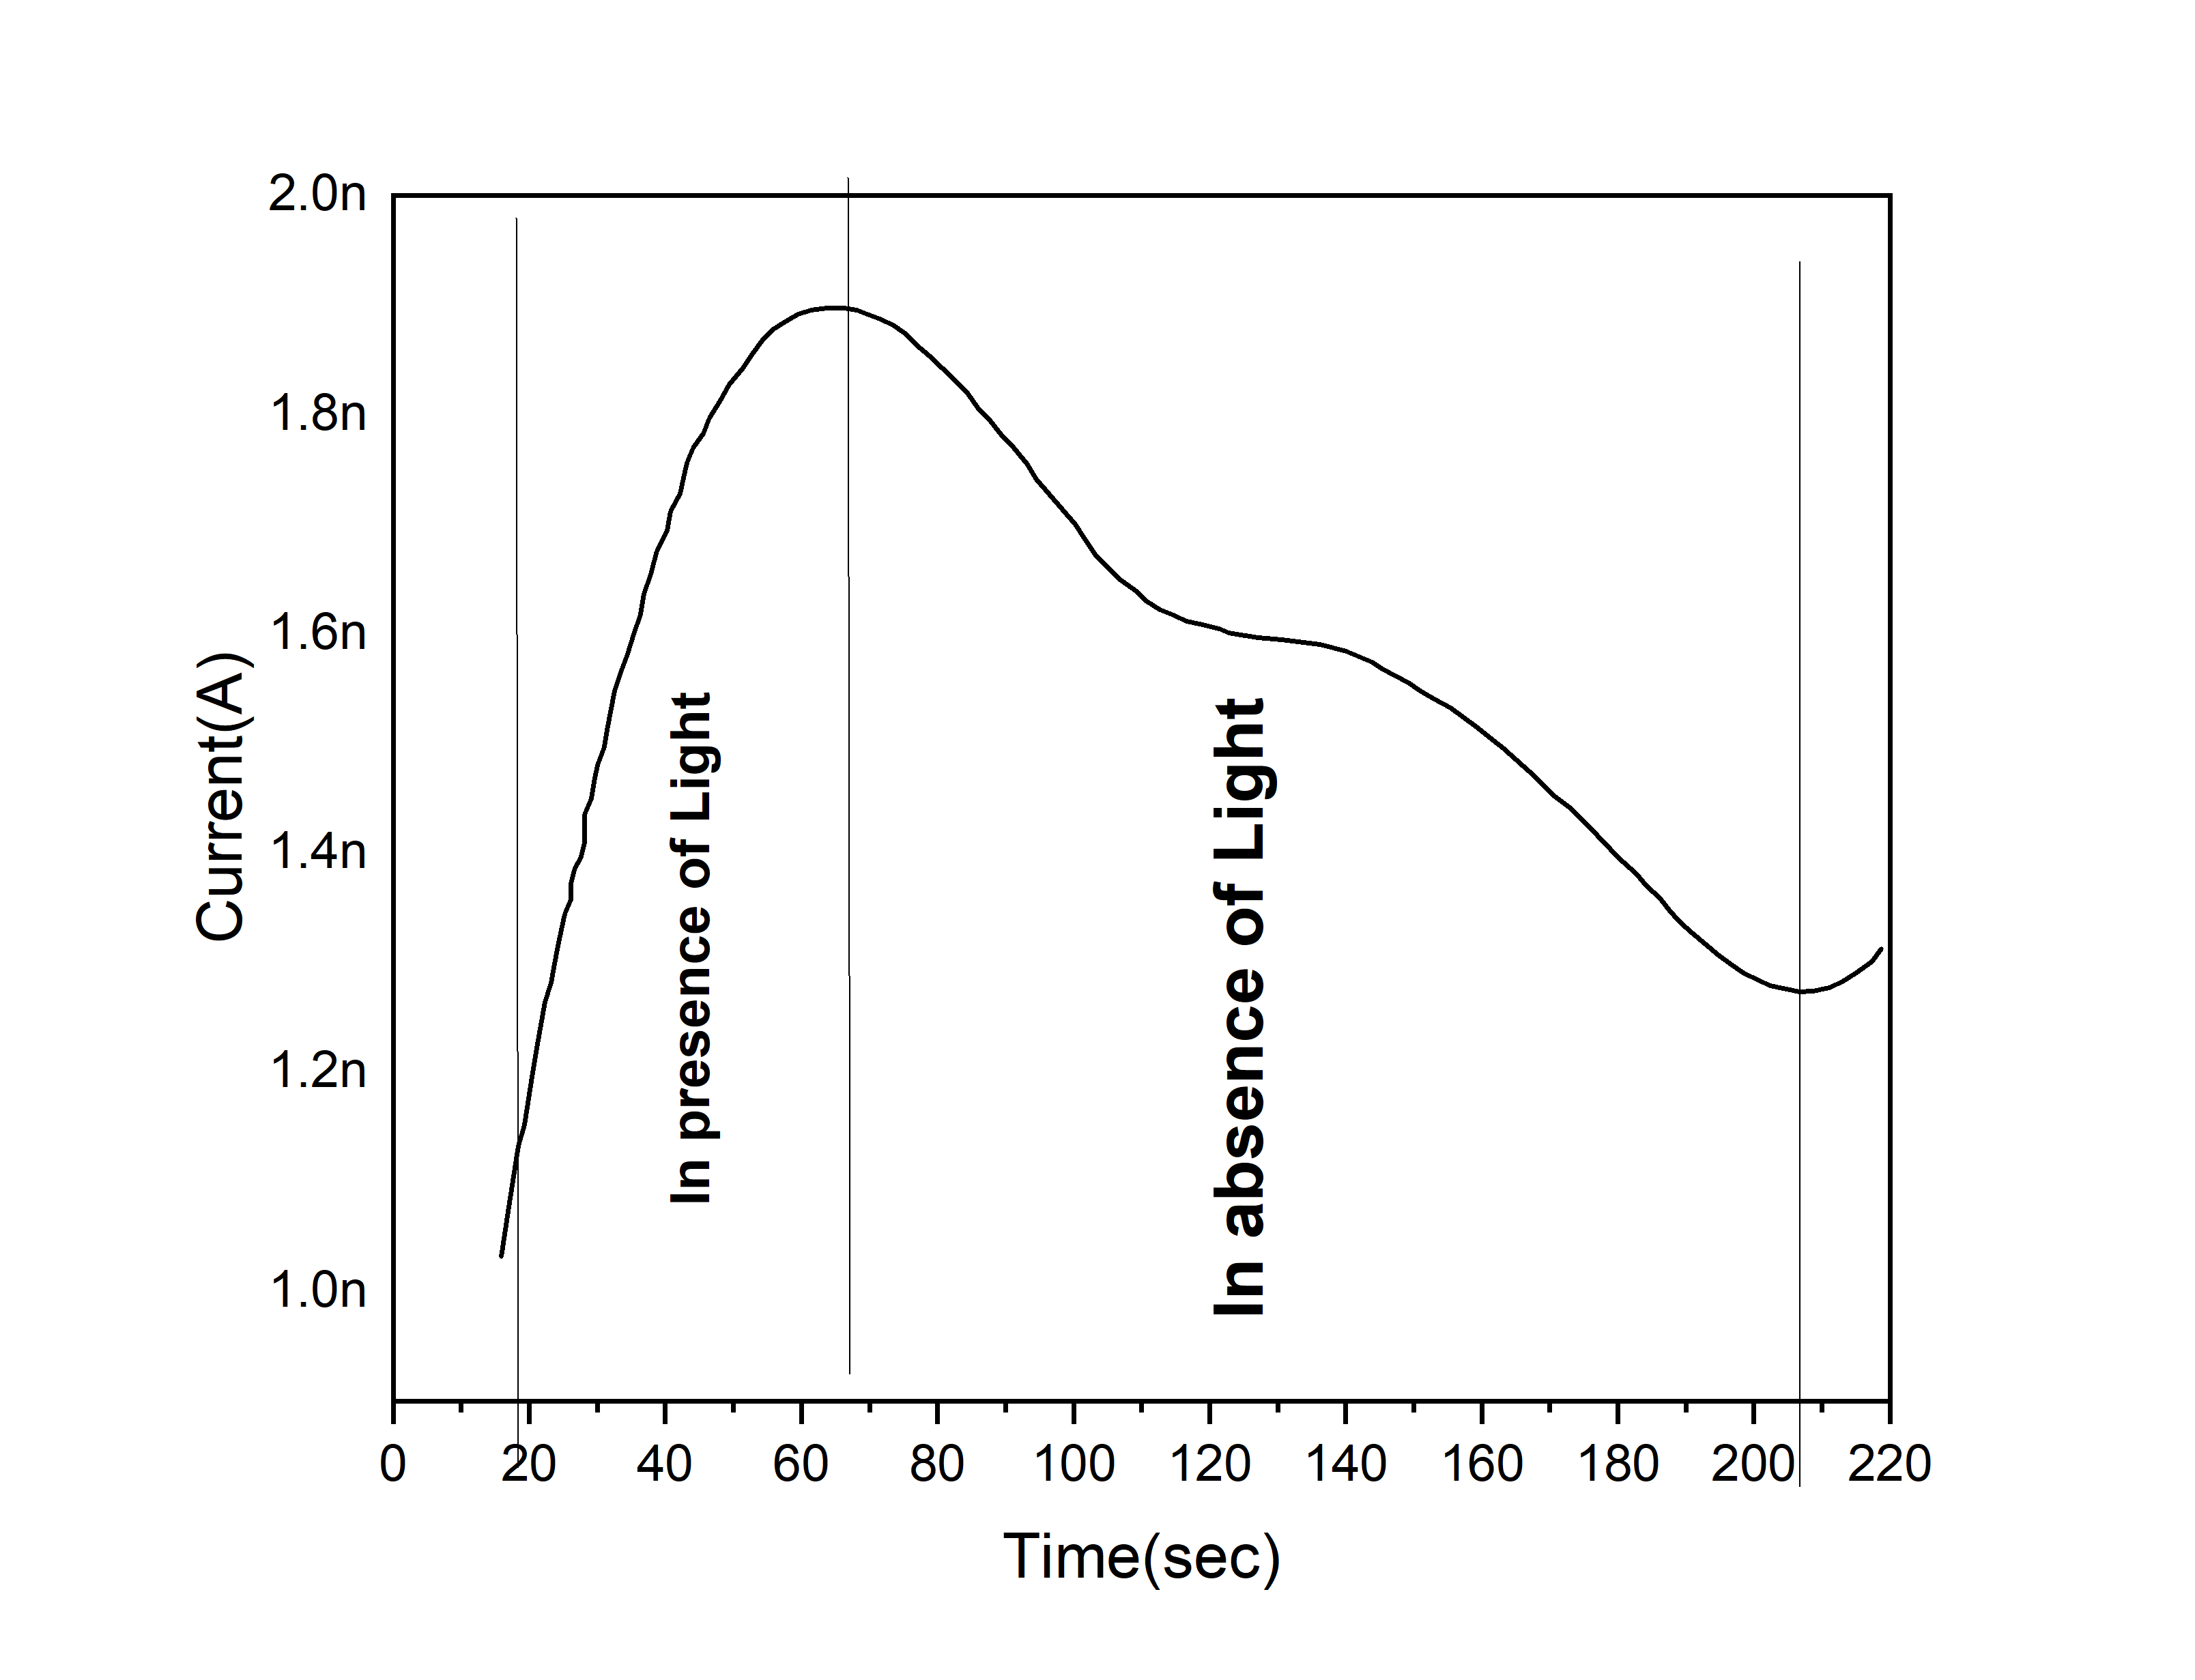 2.0n
1.8n
1.6n
1.4n
1.2n
1.0n
Current(A)
In presence of Light
In absence of Light
0 20 40 60 80 100 120 140 160 180 200 220
Time(sec)